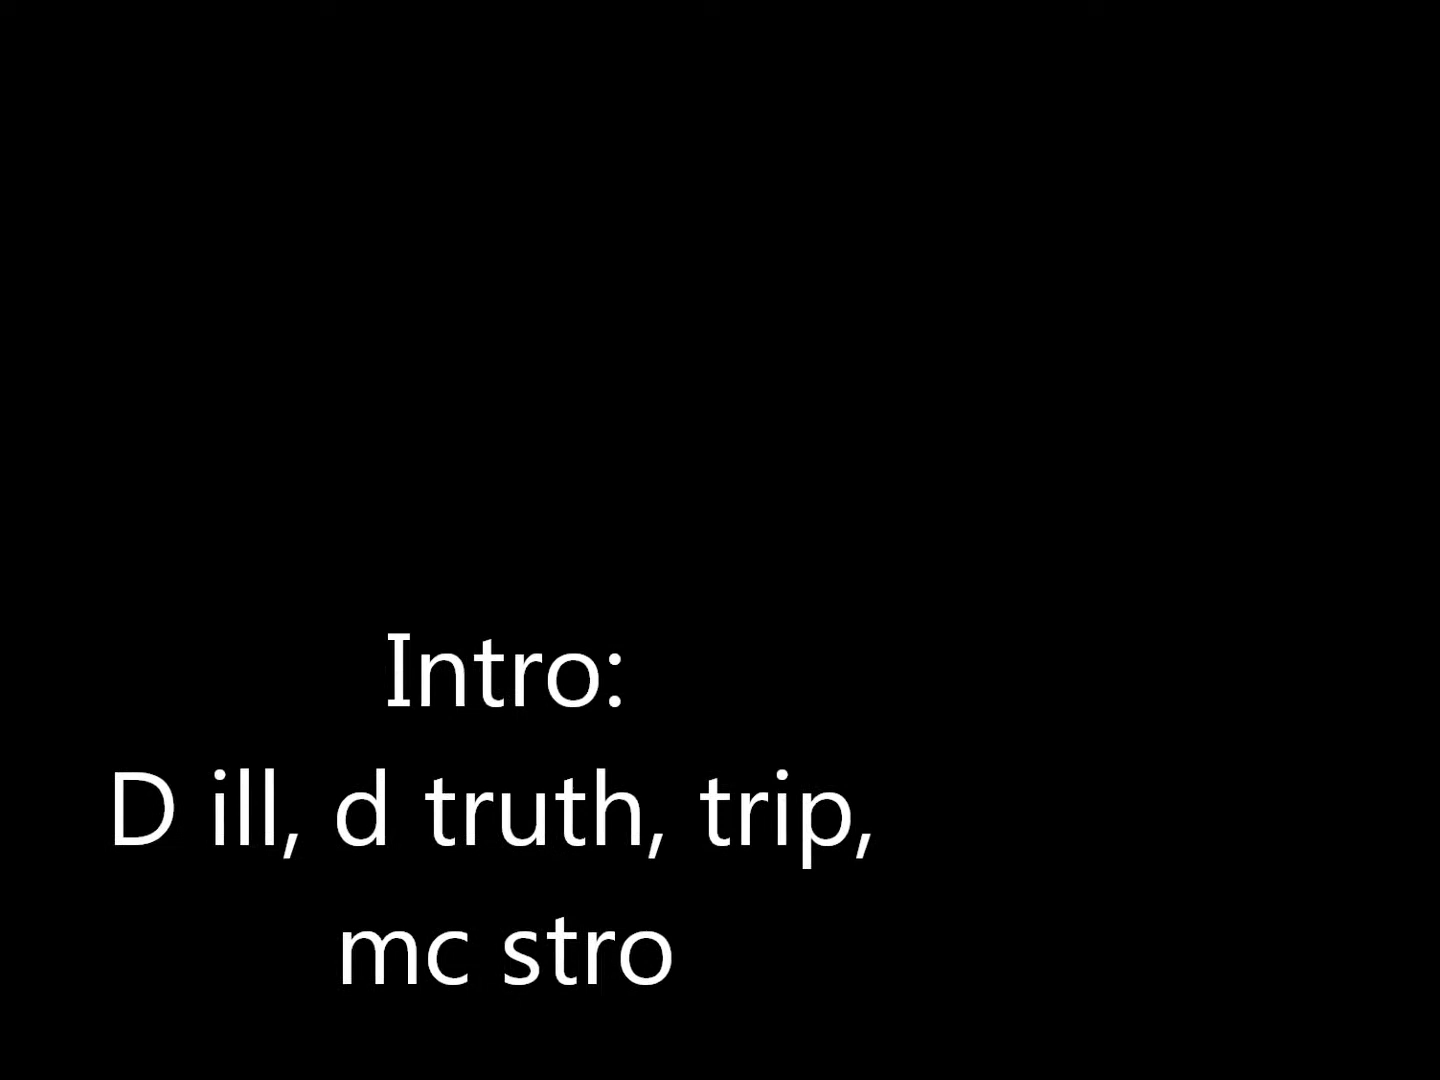 Intro:
D ill, d truth, trip,
mc stro